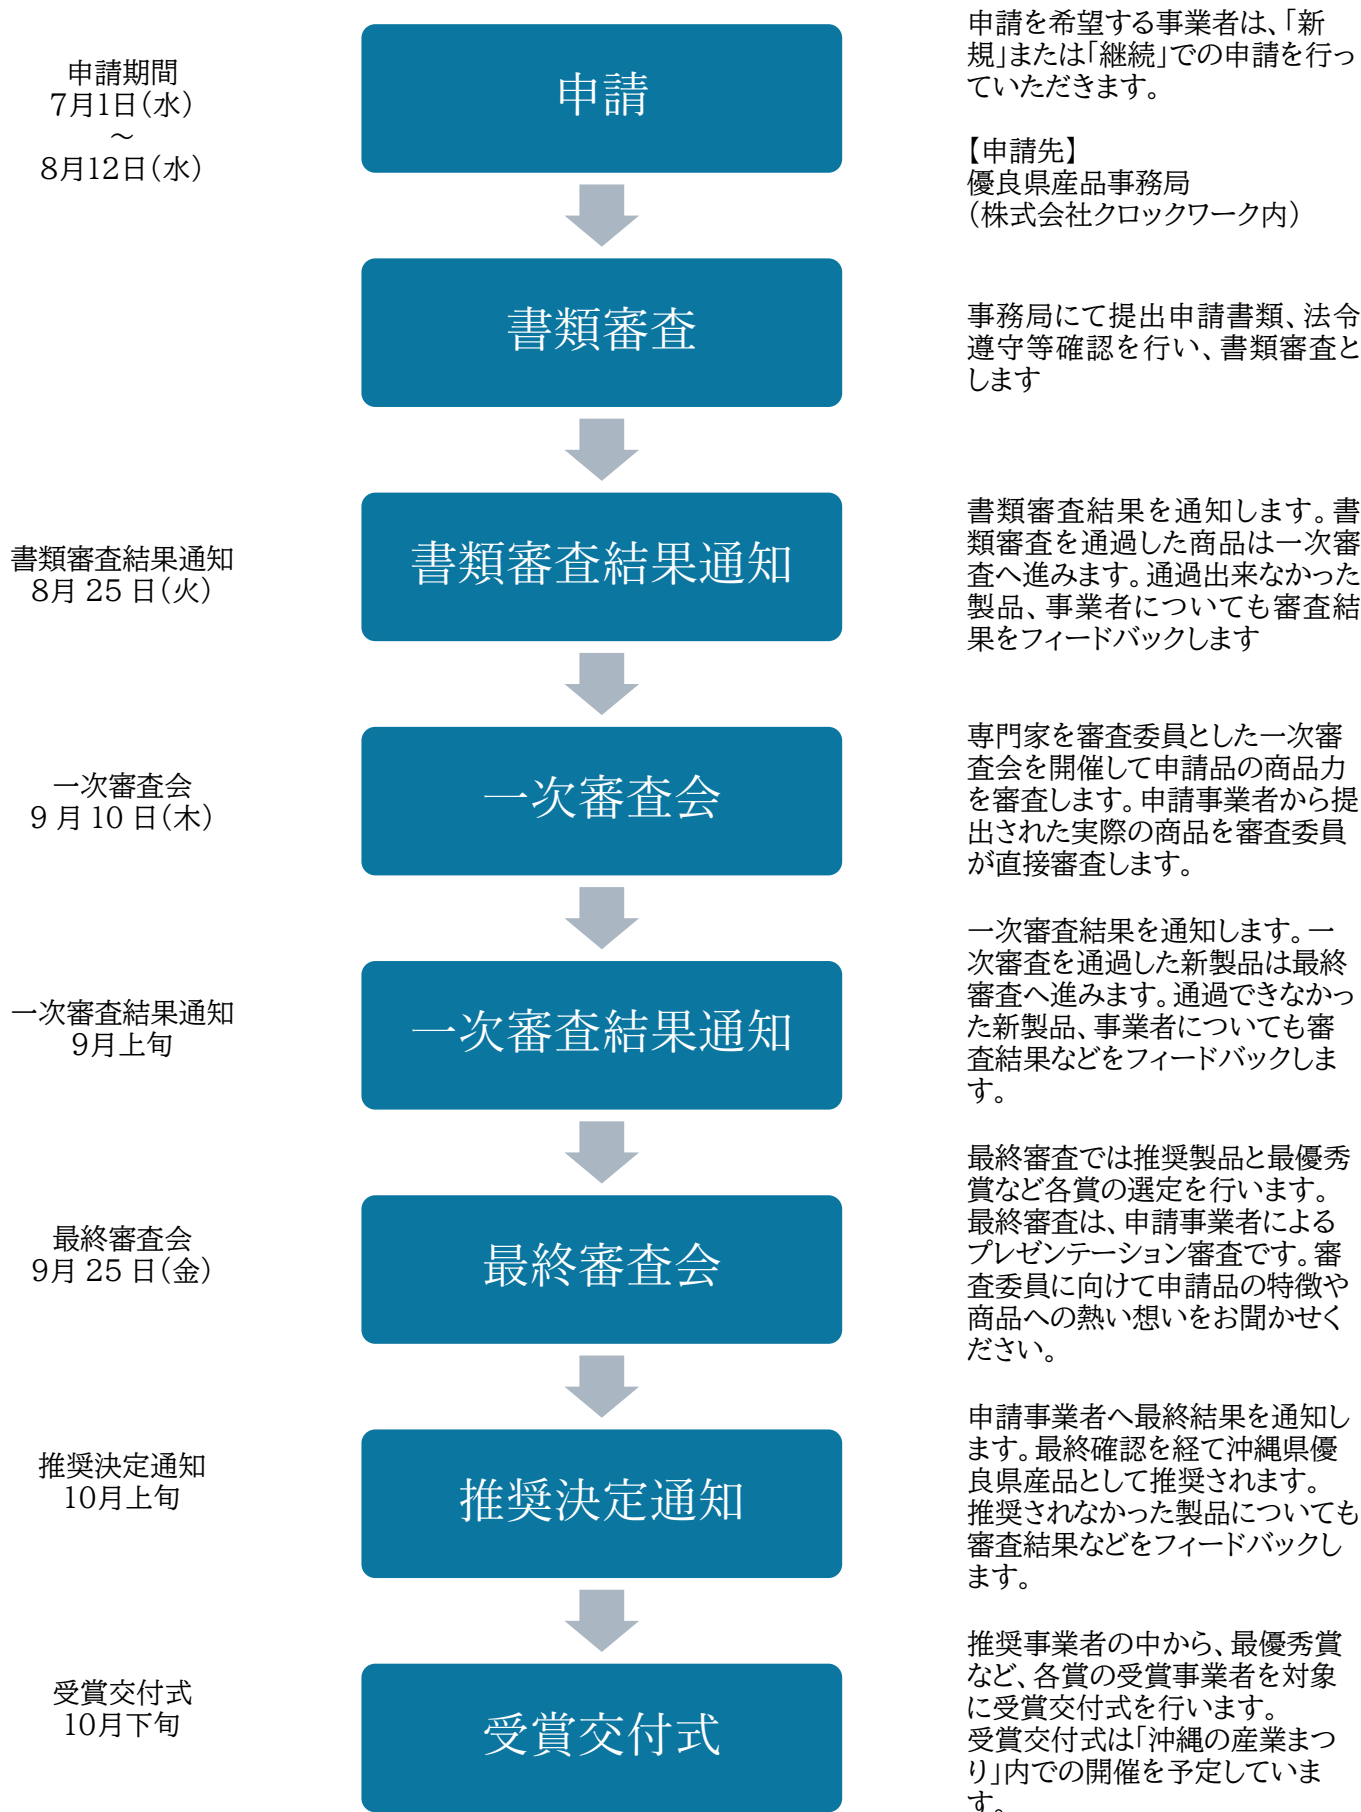 申請期間
7月1日(水)
～
8月12日(水)
申請
申請を希望する事業者は、「新
規」または「継続」での申請を行っ
ていただきます。
【申請先】
優良県産品事務局
(株式会社クロックワーク内)
書類審査
事務局にて提出申請書類、法令
遵守等確認を行い、書類審査と
します
書類審査結果通知
8月 25 日(火)
書類審査結果通知
書類審査結果を通知します。書
類審査を通過した商品は一次審
査へ進みます。通過出来なかった
製品、事業者についても審査結
果をフィードバックします
一次審査会
9 月 10 日(木)
一次審査会
専門家を審査委員とした一次審
査会を開催して申請品の商品力
を審査します。申請事業者から提
出された実際の商品を審査委員
が直接審査します。
一次審査結果通知
9月上旬
一次審査結果通知
一次審査結果を通知します。一
次審査を通過した新製品は最終
審査へ進みます。通過できなかっ
た新製品、事業者についても審
査結果などをフィードバックしま
す。
最終審査会
9月 25 日(金)
最終審査会
最終審査では推奨製品と最優秀
賞など各賞の選定を行います。
最終審査は、申請事業者による
プレゼンテーション審査です。審
査委員に向けて申請品の特徴や
商品への熱い想いをお聞かせく
ださい。
推奨決定通知
10月上旬
推奨決定通知
申請事業者へ最終結果を通知し
ます。最終確認を経て沖縄県優
良県産品として推奨されます。
推奨されなかった製品についても
審査結果などをフィードバックし
ます。
受賞交付式
10月下旬
受賞交付式
推奨事業者の中から、最優秀賞
など、各賞の受賞事業者を対象
に受賞交付式を行います。
受賞交付式は「沖縄の産業まつ
り」内での開催を予定していま
す。